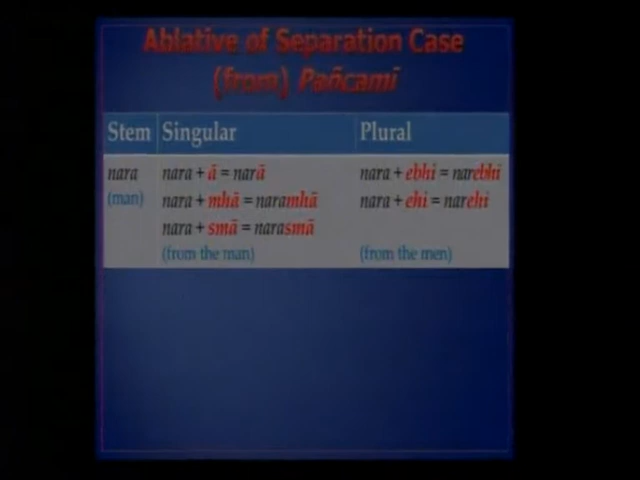 Ablative of Separation Case
(from) Pañcamī
Stem Singular Plural
nara nara + ā = narā nara + ebhi = narebhi
(man) nara + mhā = naramhā nara + ehi = narehi
nara + smā = narasmā
(from the man) (from the men)